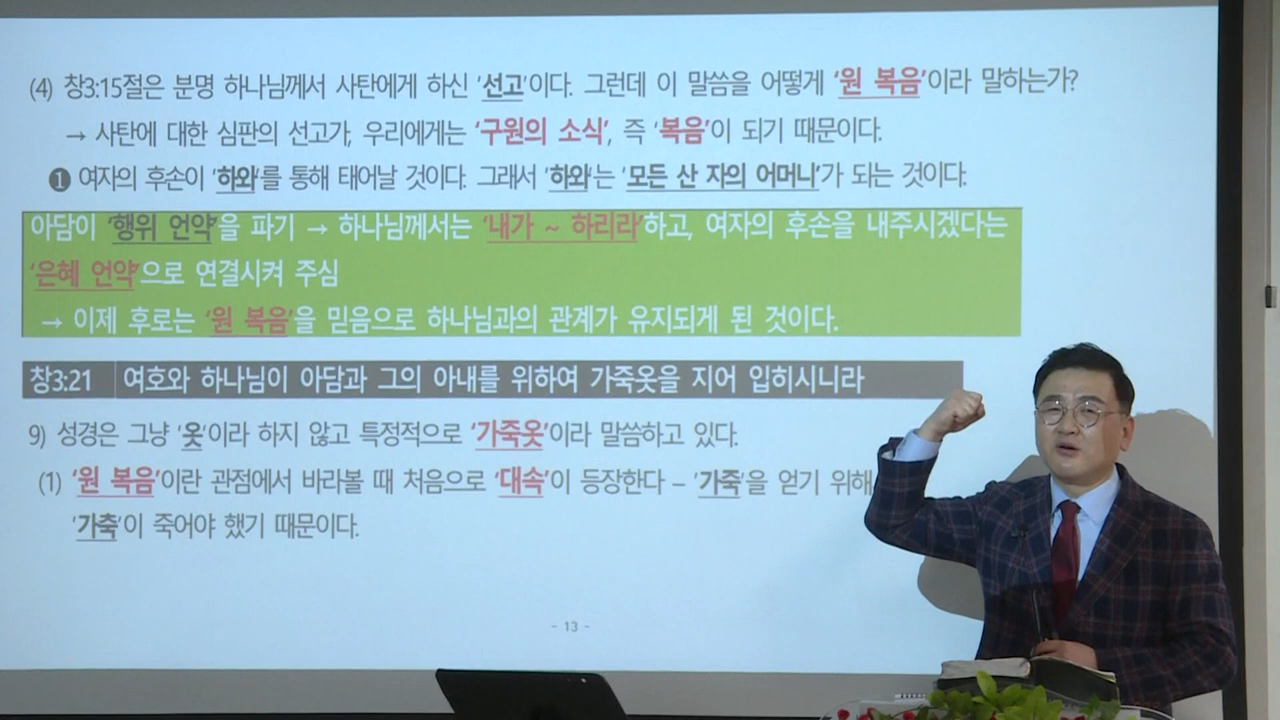 (4) 창3:15절은 분명 하나님께서 사탄에게 하신 '선고'이다. 그런데 이 말씀을 어떻게 '원 복음'이라 말하는가?
→ 사탄에 대한 심판의 선고가, 우리에게는 '구원의 소식', 즉 '복음'이 되기 때문이다.
❶ 여자의 후손이 '하와'를 통해 태어날 것이다. 그래서 '하와'는 '모든 산 자의 어머니'가 되는 것이다.
아담이 '행위 언약'을 파기 → 하나님께서는 '내가 ~ 하리라'하고, 여자의 후손을 내주시겠다는
'은혜 언약'으로 연결시켜 주심
→ 이제 후로는 '원 복음'을 믿음으로 하나님과의 관계가 유지되게 된 것이다.
창3:21 여호와 하나님이 아담과 그의 아내를 위하여 가죽옷을 지어 입히시니라
9) 성경은 그냥 '옷'이라 하지 않고 특정적으로 '가죽옷'이라 말씀하고 있다.
(1) '원 복음'이란 관점에서 바라볼 때 처음으로 '대속'이 등장한다 – '가죽'을 얻기 위해
'가축'이 죽어야 했기 때문이다.
- 13 -